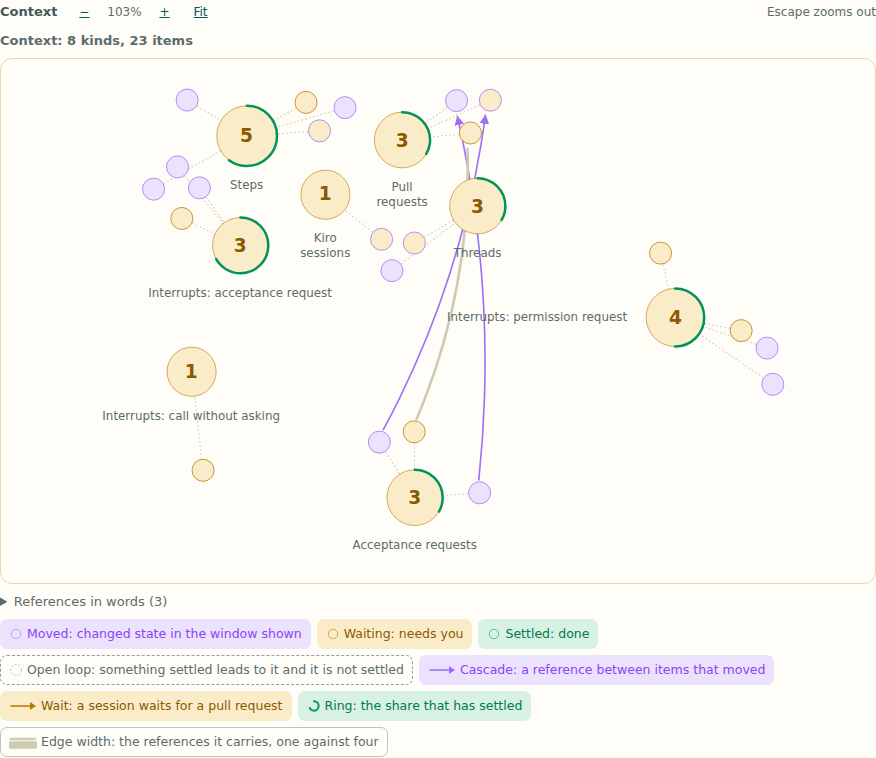 Context − 103% + Fit Escape zooms out
Context: 8 kinds, 23 items
5
Steps
3
Pull
requests
1
Kiro
sessions
3
Threads
3
Interrupts: acceptance request
4
Interrupts: permission request
1
Interrupts: call without asking
3
Acceptance requests
References in words (3)
Moved: changed state in the window shown Waiting: needs you Settled: done
Open loop: something settled leads to it and it is not settled Cascade: a reference between items that moved
Wait: a session waits for a pull request Ring: the share that has settled
Edge width: the references it carries, one against four